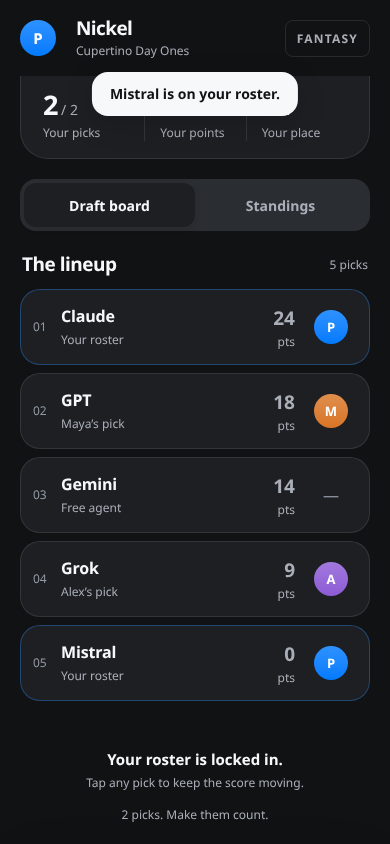 P
Nickel
Cupertino Day Ones
FANTASY
Mistral is on your roster.
2 / 2
Your picks
Your points
Your place
Draft board
Standings
The lineup
5 picks
01
Claude
Your roster
24
pts
P
02
GPT
Maya's pick
18
pts
M
03
Gemini
Free agent
14
pts
—
04
Grok
Alex's pick
9
pts
A
05
Mistral
Your roster
0
pts
P
Your roster is locked in.
Tap any pick to keep the score moving.
2 picks. Make them count.